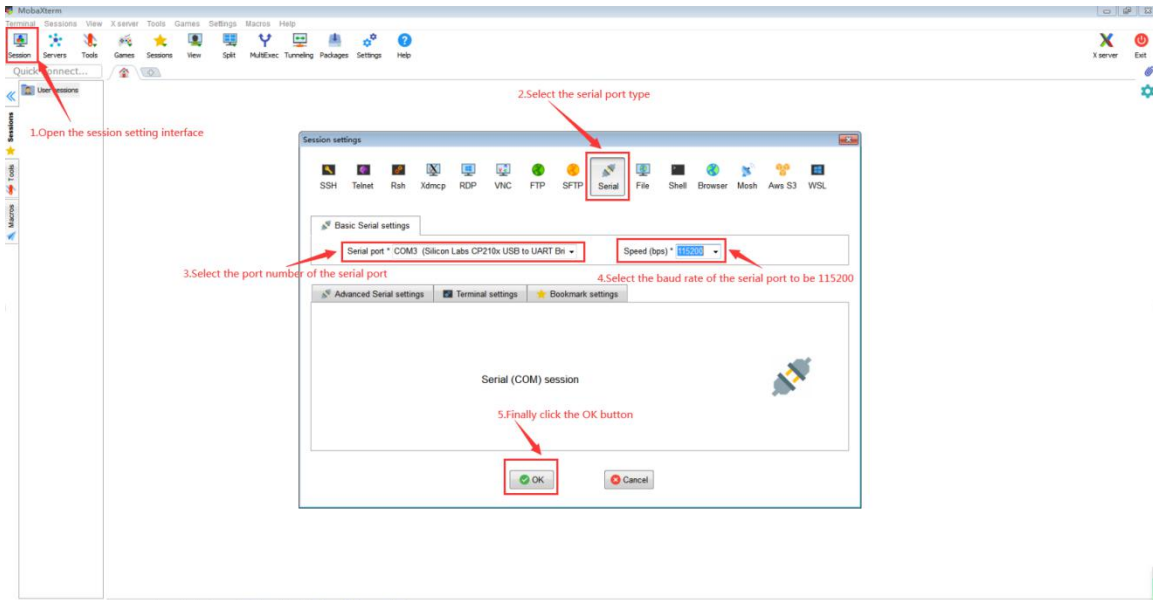 MobaXterm
Terminal Sessions View X server Tools Games Settings Macros Help
Session Servers Tools Games Sessions View Split MultiExec Tunneling Packages Settings Help X server Exit
Quick connect...
User sessions
Sessions
Tools
Macros
1.Open the session setting interface
2.Select the serial port type
Session settings
SSH Telnet Rsh Xdmcp RDP VNC FTP SFTP Serial File Shell Browser Mosh Aws S3 WSL
Basic Serial settings
Serial port * COM3 (Silicon Labs CP210x USB to UART Bri Speed (bps) * 115200
3.Select the port number of the serial port
4.Select the baud rate of the serial port to be 115200
Advanced Serial settings Terminal settings Bookmark settings
Serial (COM) session
5.Finally click the OK button
OK Cancel